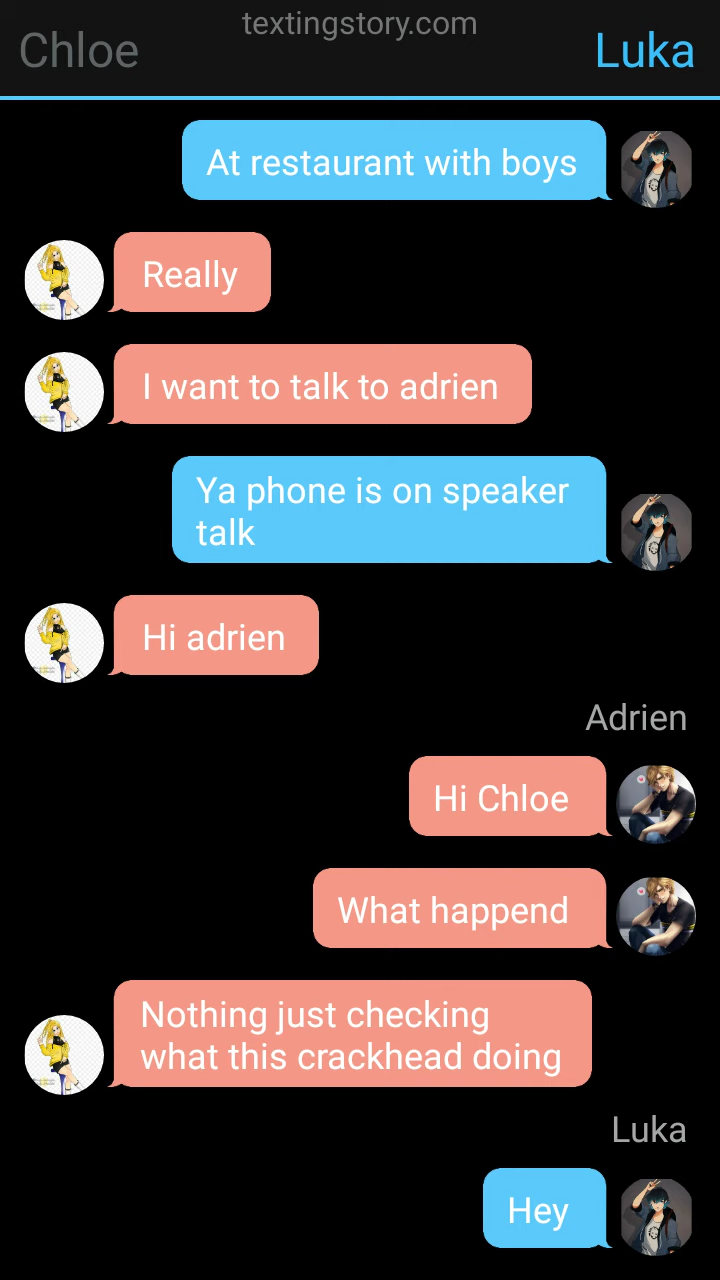 textingstory.com
Chloe
Luka
At restaurant with boys
Really
I want to talk to adrien
Ya phone is on speaker
talk
Hi adrien
Adrien
Hi Chloe
What happend
Nothing just checking
what this crackhead doing
Luka
Hey